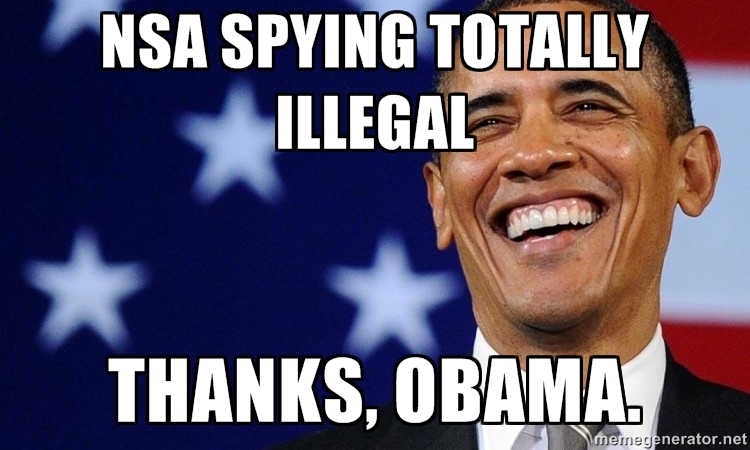 NSA SPYING TOTALLY
ILLEGAL
THANKS, OBAMA.
memegenerator.net